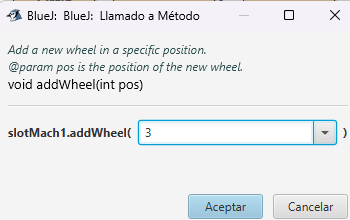 BlueJ: BlueJ: Llamado a Método
Add a new wheel in a specific position.
@param pos is the position of the new wheel.
void addWheel(int pos)
slotMach1.addWheel( 3 )
Aceptar Cancelar